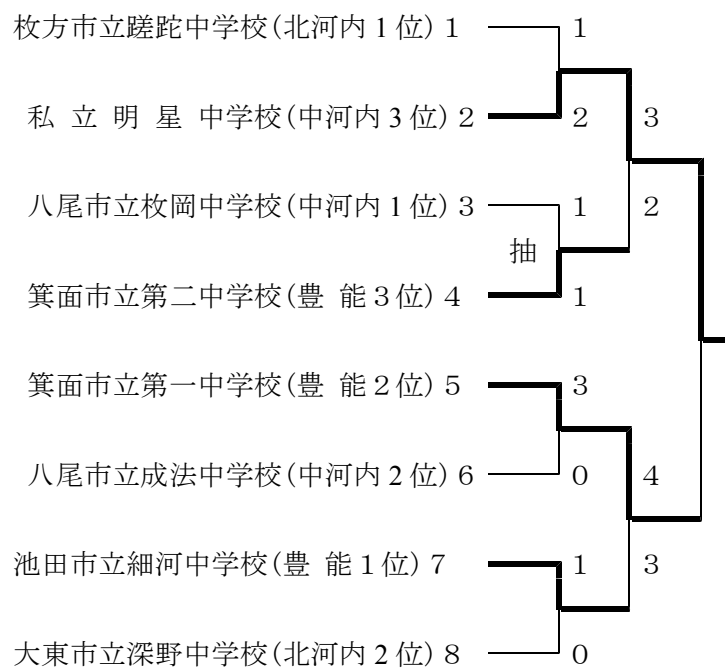 枚方市立蹉跎中学校(北河内1位) 1 1
私 立 明 星 中学校(中河内3位) 2 2 3
八尾市立枚岡中学校(中河内1位) 3 1 2
抽
箕面市立第二中学校(豊 能3位) 4 1
箕面市立第一中学校(豊 能2位) 5 3
八尾市立成法中学校(中河内2位) 6 0 4
池田市立細河中学校(豊 能1位) 7 1 3
大東市立深野中学校(北河内2位) 8 0